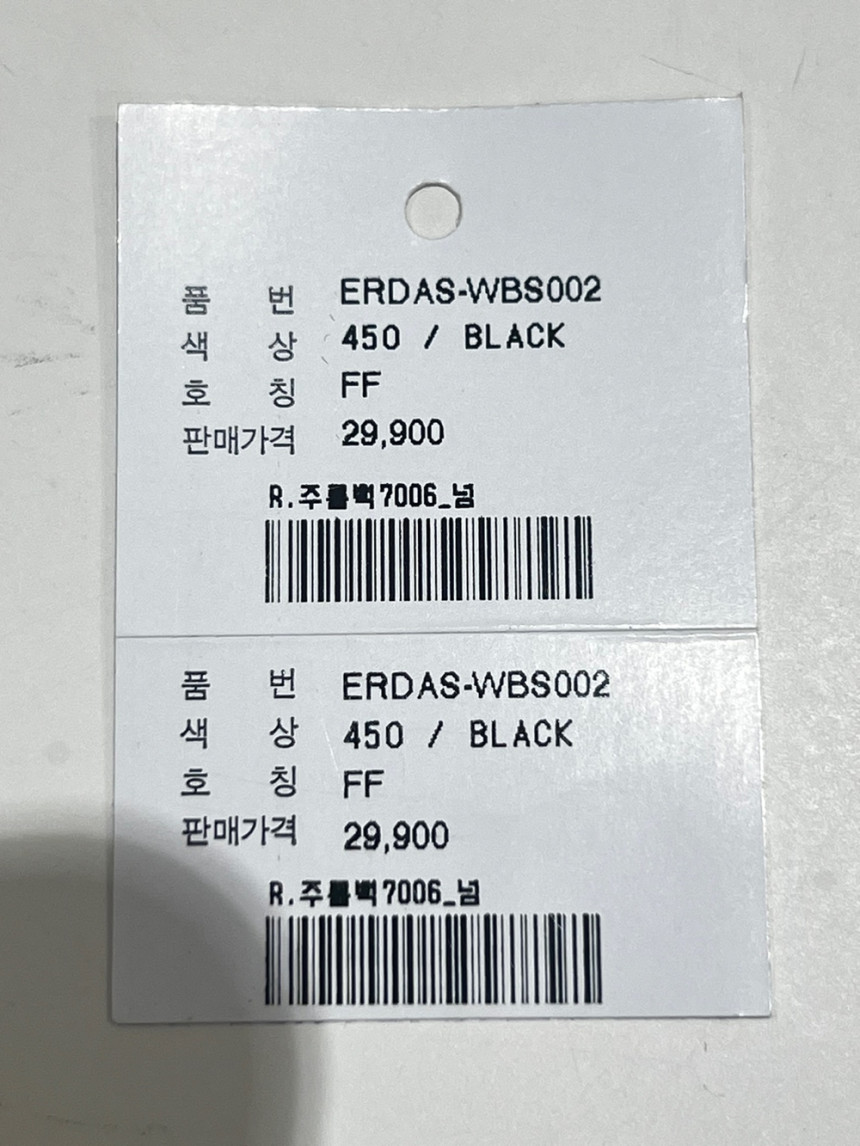 품 번 ERDAS-WBS002
색 상 450 / BLACK
호 칭 FF
판매가격 29,900
R.주름백7006_넘
품 번 ERDAS-WBS002
색 상 450 / BLACK
호 칭 FF
판매가격 29,900
R.주름백7006_넘